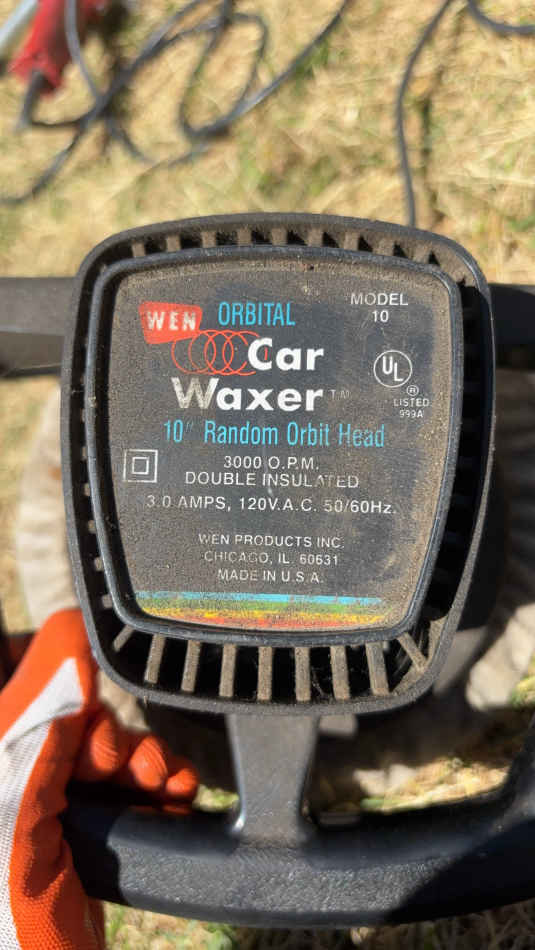 WEN ORBITAL
Car
Waxer™
10" Random Orbit Head
3000 O.P.M.
DOUBLE INSULATED
3.0 AMPS, 120V.A.C. 50/60Hz.
WEN PRODUCTS INC.
CHICAGO, IL 60631
MADE IN U.S.A.
MODEL
10
UL
®
LISTED
999A